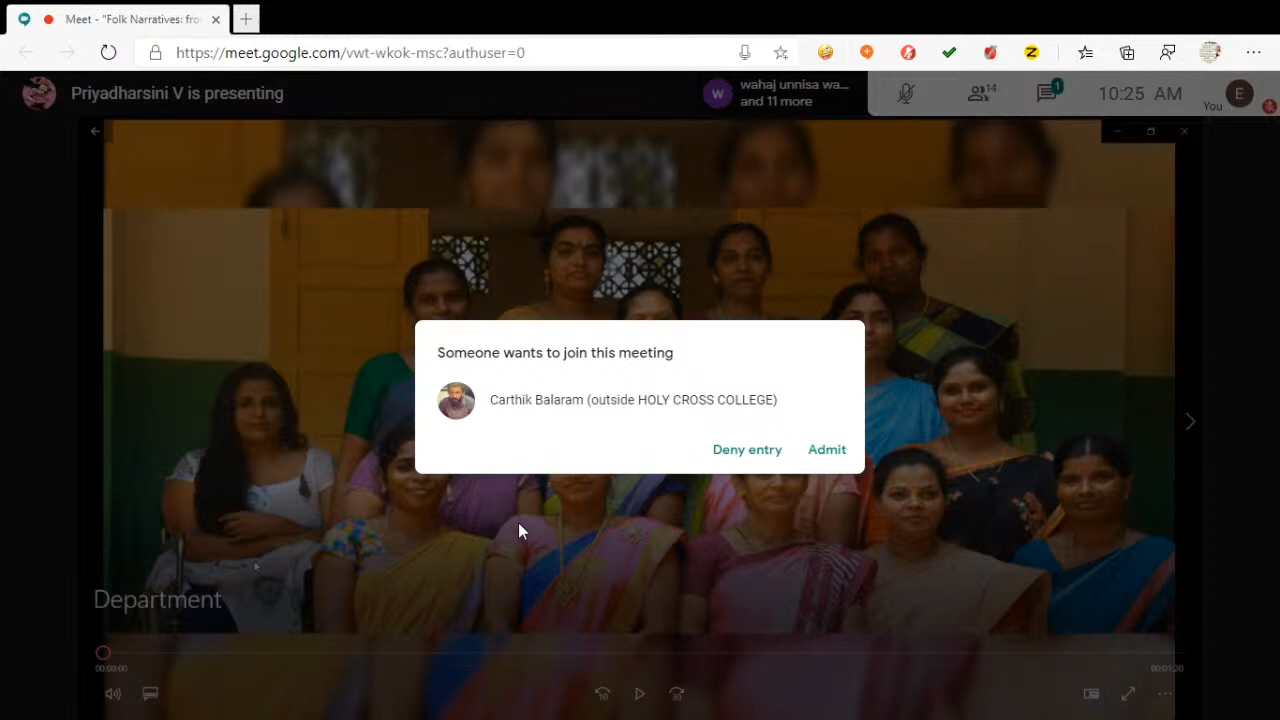 Meet - "Folk Narratives: fro
https://meet.google.com/vwt-wkok-msc?authuser=0
Priyadharsini V is presenting
W
wahaj unnisa wa...
and 11 more
14
1
10:25 AM
You
E
Someone wants to join this meeting
Carthik Balaram (outside HOLY CROSS COLLEGE)
Deny entry
Admit
Department
00:00:00
00:01:20
10
30